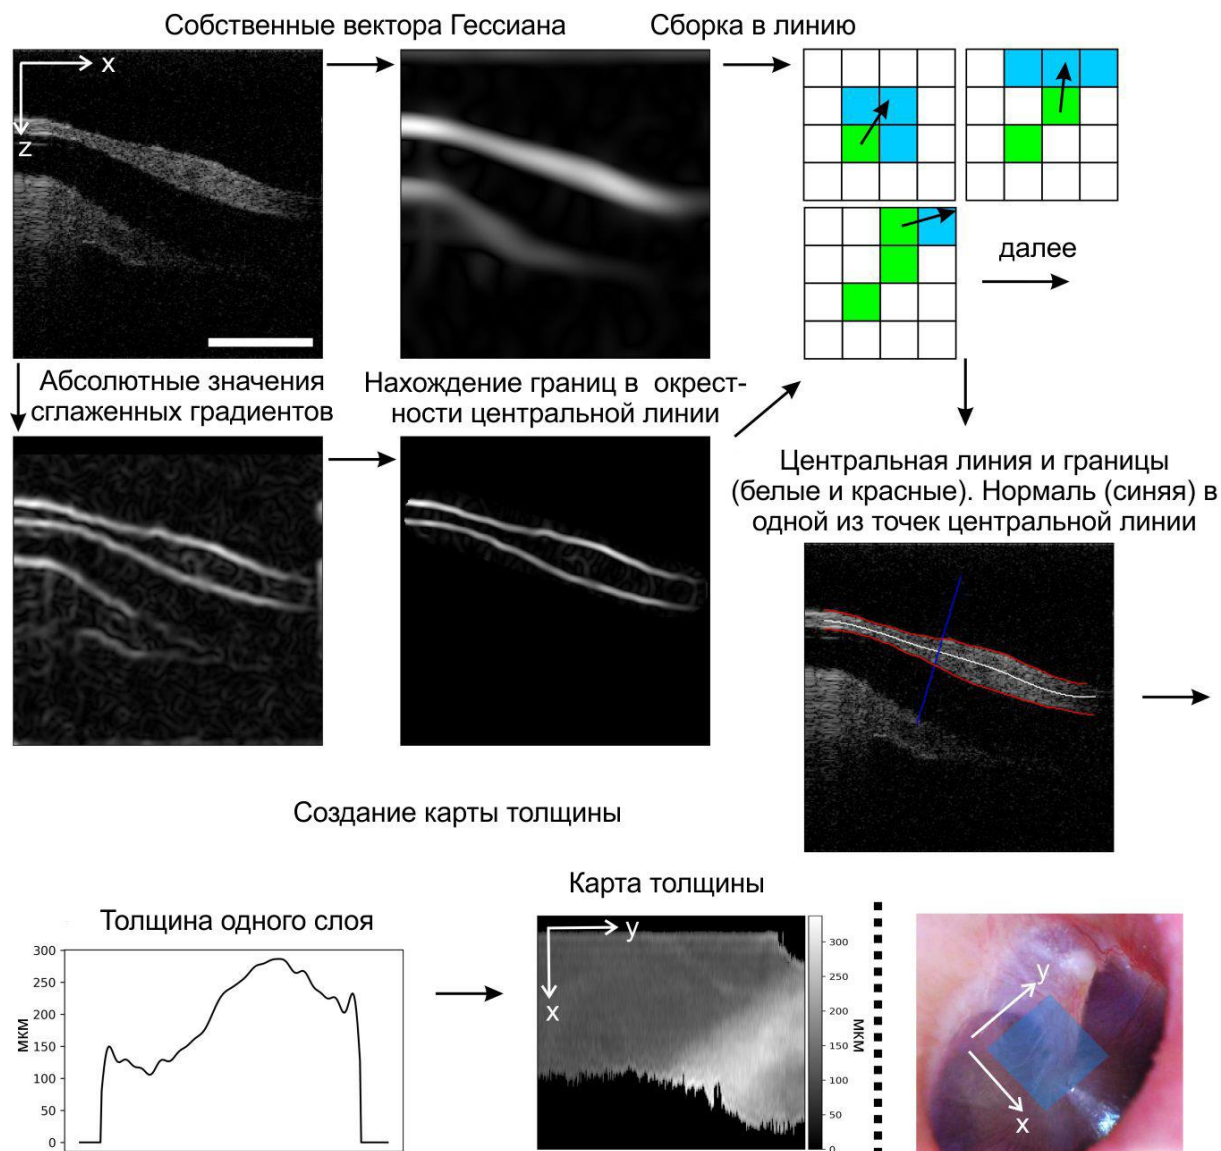 Собственные вектора Гессиана
Сборка в линию
x
z
далее
Абсолютные значения
сглаженных градиентов
Нахождение границ в окрест-
ности центральной линии
Центральная линия и границы
(белые и красные). Нормаль (синяя) в
одной из точек центральной линии
Создание карты толщины
Толщина одного слоя
300
250
200
150
100
50
0
мкм
Карта толщины
y
x
300
250
200
150
100
50
0
мкм
y
x